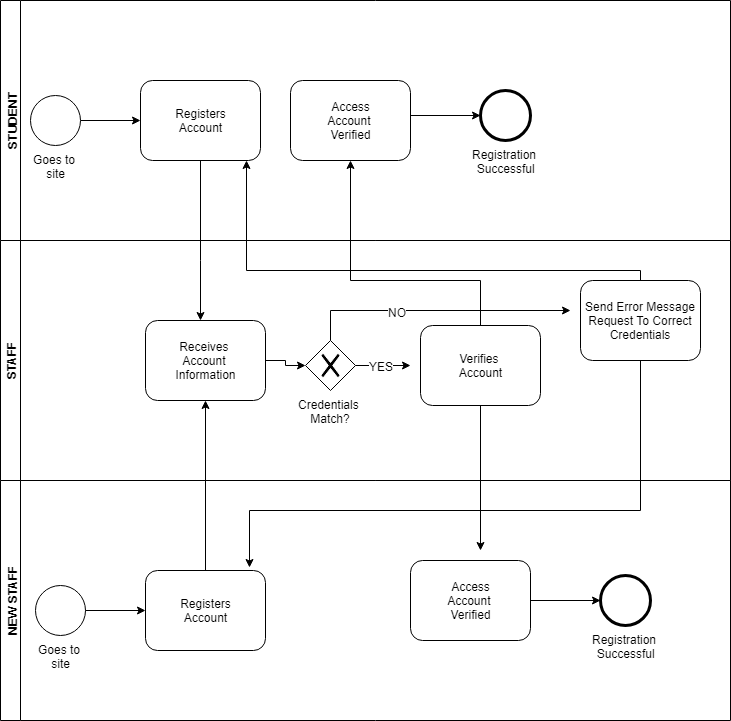 STUDENT
Goes to
site
Registers
Account
Access
Account
Verified
Registration
Successful
STAFF
Receives
Account
Information
Credentials
Match?
NO
YES
Verifies
Account
Send Error Message
Request To Correct
Credentials
NEW STAFF
Goes to
site
Registers
Account
Access
Account
Verified
Registration
Successful